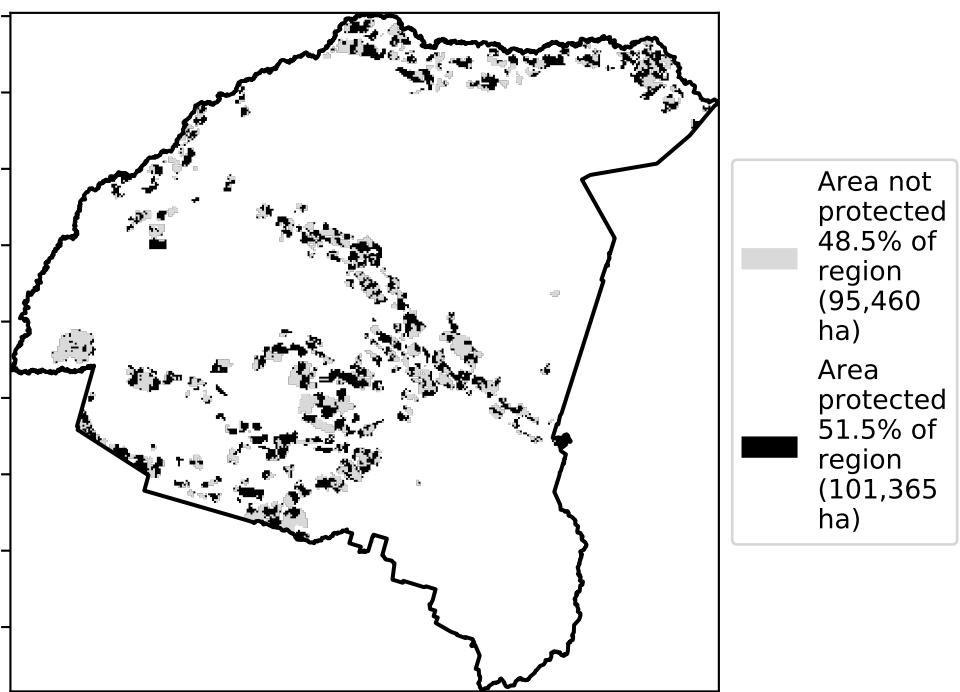 Area not
protected
48.5% of
region
(95,460
ha)
Area
protected
51.5% of
region
(101,365
ha)